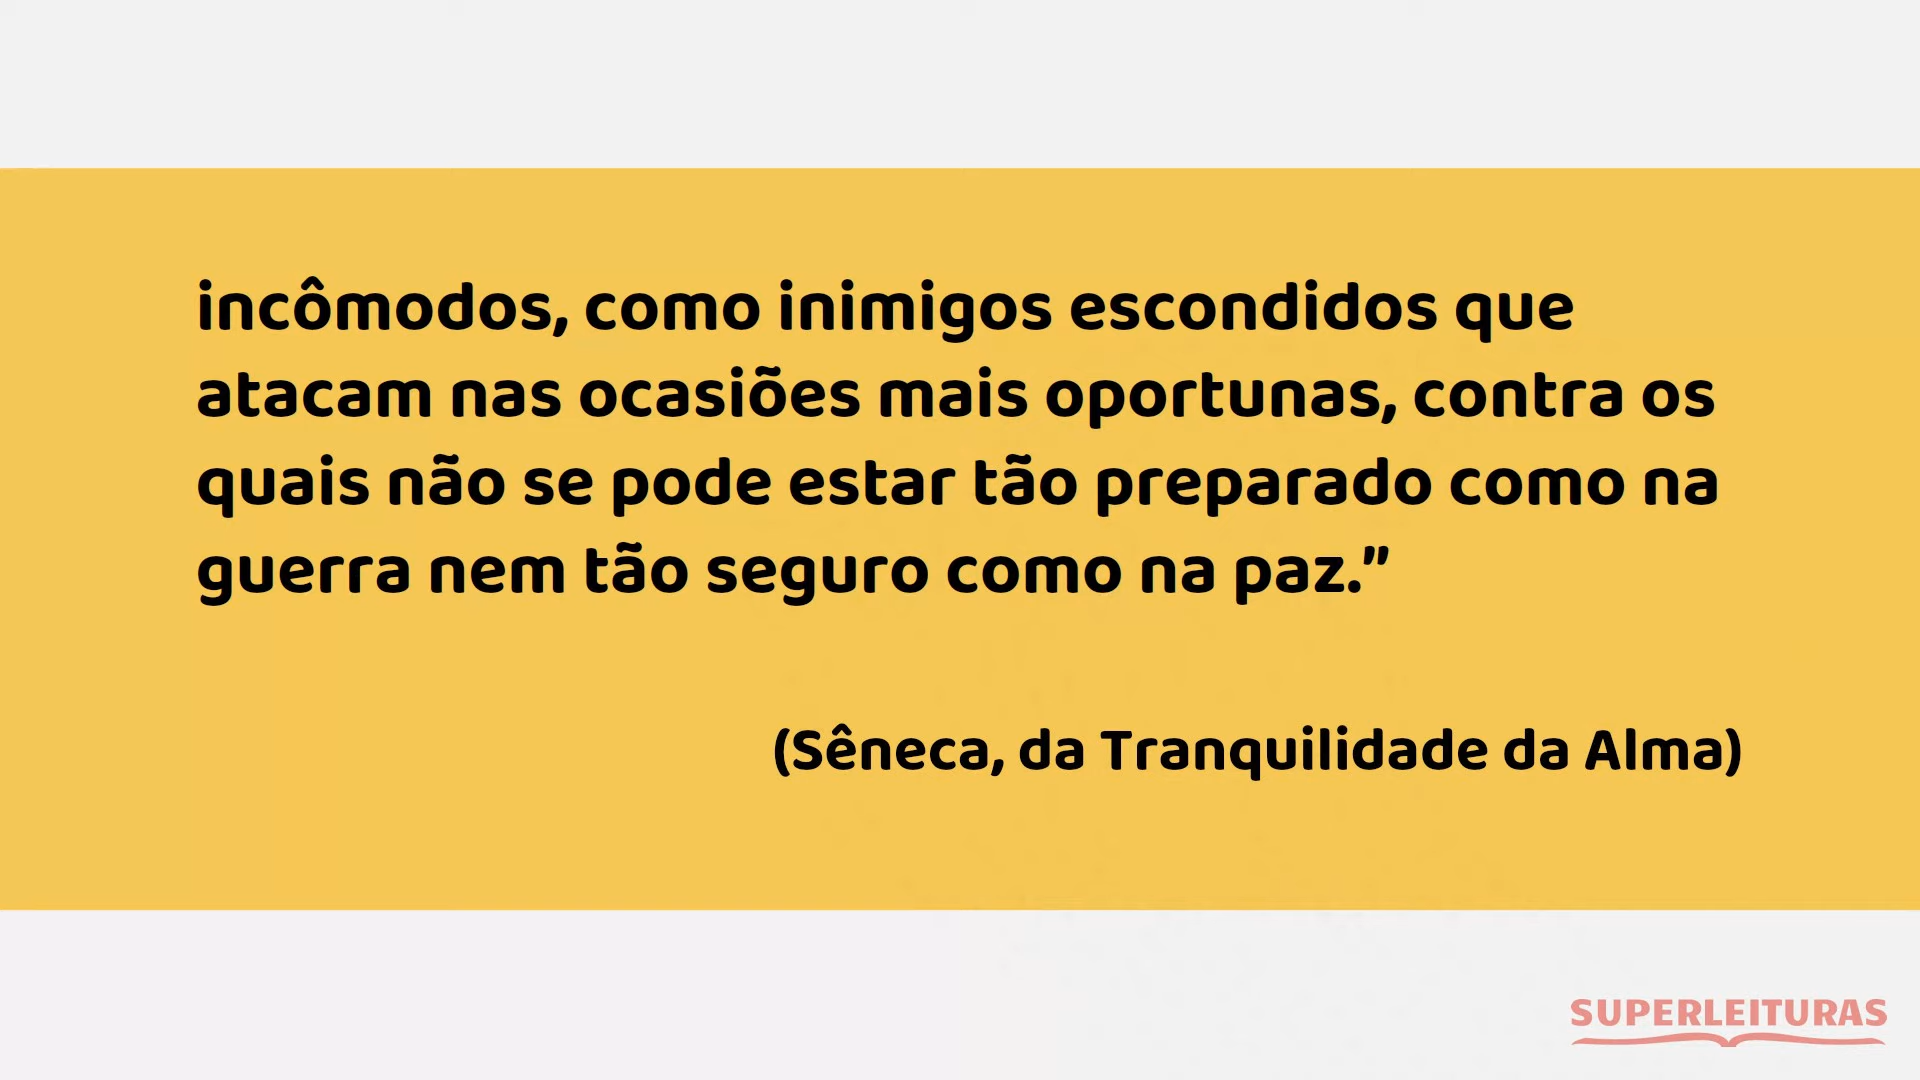 incômodos, como inimigos escondidos que
atacam nas ocasiões mais oportunas, contra os
quais não se pode estar tão preparado como na
guerra nem tão seguro como na paz.”
(Sêneca, da Tranquilidade da Alma)
SUPERLEITURAS